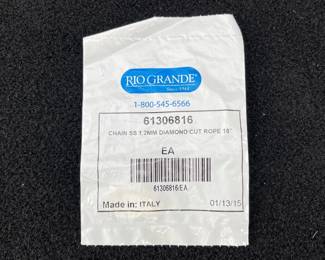 RIO GRANDE®
Since 1944
1-800-545-6566
61306816
CHAIN SS 1.2MM DIAMOND CUT ROPE 18"
EA
61306816/EA
Made in: ITALY 01/13/15